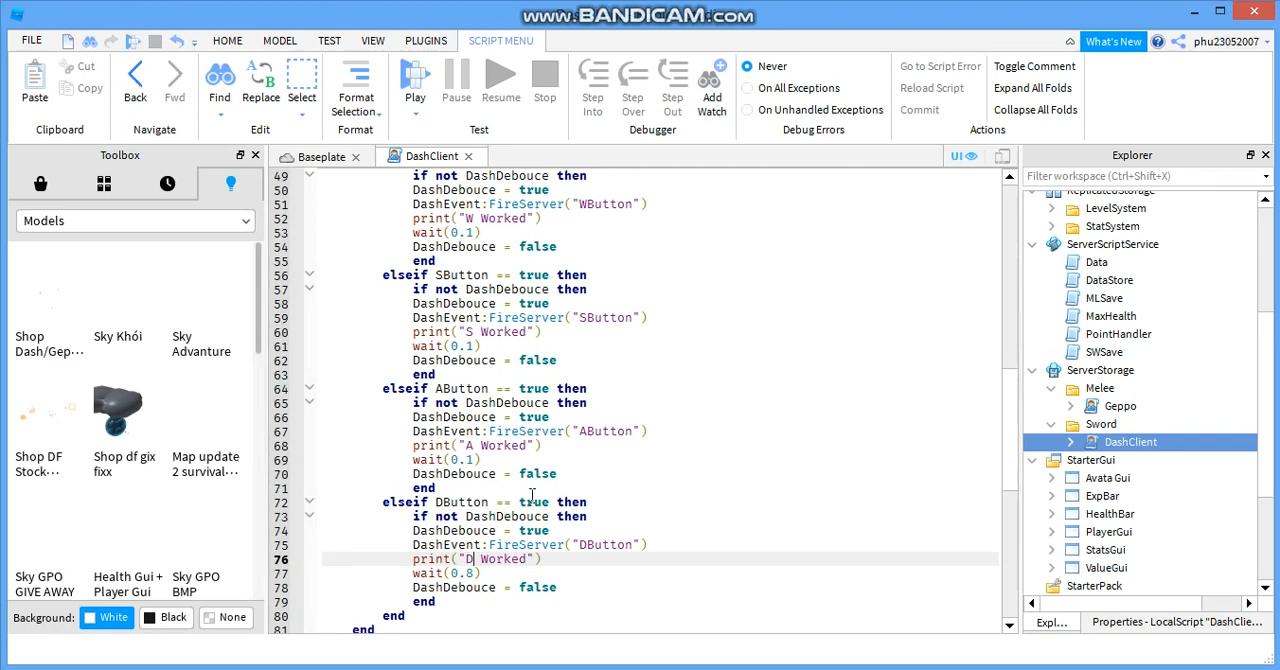 www.BANDICAM.com
FILE HOME MODEL TEST VIEW PLUGINS SCRIPT MENU What's New phu23052007
Paste Cut Copy Back Fwd Find Replace Select Format Selection Play Pause Resume Stop Step Into Step Over Step Out Add Watch
Never
On All Exceptions
On Unhandled Exceptions
Go to Script Error Toggle Comment
Reload Script Expand All Folds
Commit Collapse All Folds
Clipboard Navigate Edit Format Test Debugger Debug Errors Actions
Toolbox
Models
Shop Dash/Gep...
Sky Khói
Sky Advanture
Shop DF Stock...
Shop df gix fixx
Map update 2 survival...
Sky GPO GIVE AWAY
Health Gui + Player Gui
Sky GPO BMP
Background: White Black None
Baseplate DashClient UI
49 if not DashDebouce then
50 DashDebouce = true
51 DashEvent:FireServer("WButton")
52 print("W Worked")
53 wait(0.1)
54 DashDebouce = false
55 end
56 elseif SButton == true then
57 if not DashDebouce then
58 DashDebouce = true
59 DashEvent:FireServer("SButton")
60 print("S Worked")
61 wait(0.1)
62 DashDebouce = false
63 end
64 elseif AButton == true then
65 if not DashDebouce then
66 DashDebouce = true
67 DashEvent:FireServer("AButton")
68 print("A Worked")
69 wait(0.1)
70 DashDebouce = false
71 end
72 elseif DButton == true then
73 if not DashDebouce then
74 DashDebouce = true
75 DashEvent:FireServer("DButton")
76 print("D Worked")
77 wait(0.8)
78 DashDebouce = false
79 end
80 end
81 end
Explorer
Filter workspace (Ctrl+Shift+X)
ReplicatedStorage
LevelSystem
StatSystem
ServerScriptService
Data
DataStore
MLSave
MaxHealth
PointHandler
SWSave
ServerStorage
Melee
Geppo
Sword
DashClient
StarterGui
Avata Gui
ExpBar
HealthBar
PlayerGui
StatsGui
ValueGui
StarterPack
Expl... Properties - LocalScript "DashClie...